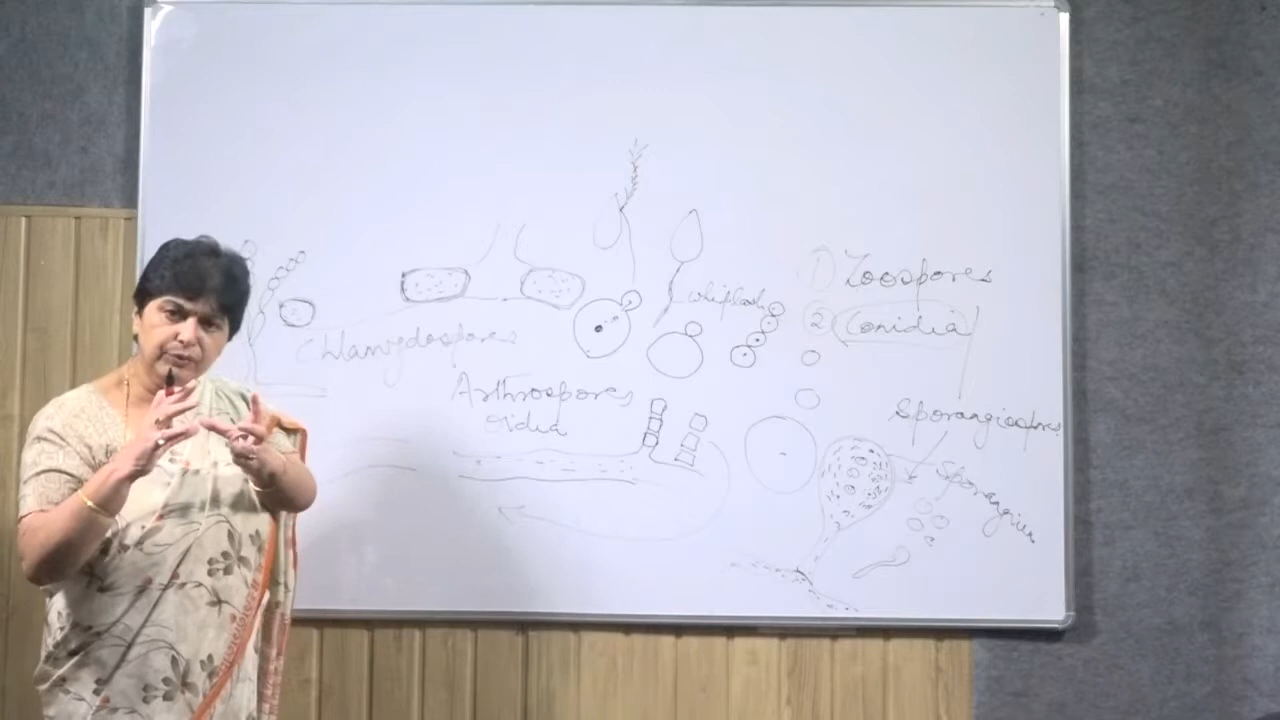 1 Zoospores
whiplash
2 Conidia
Chlamydospores
Arthrospores
oidia
Sporangiospores
Sporangium